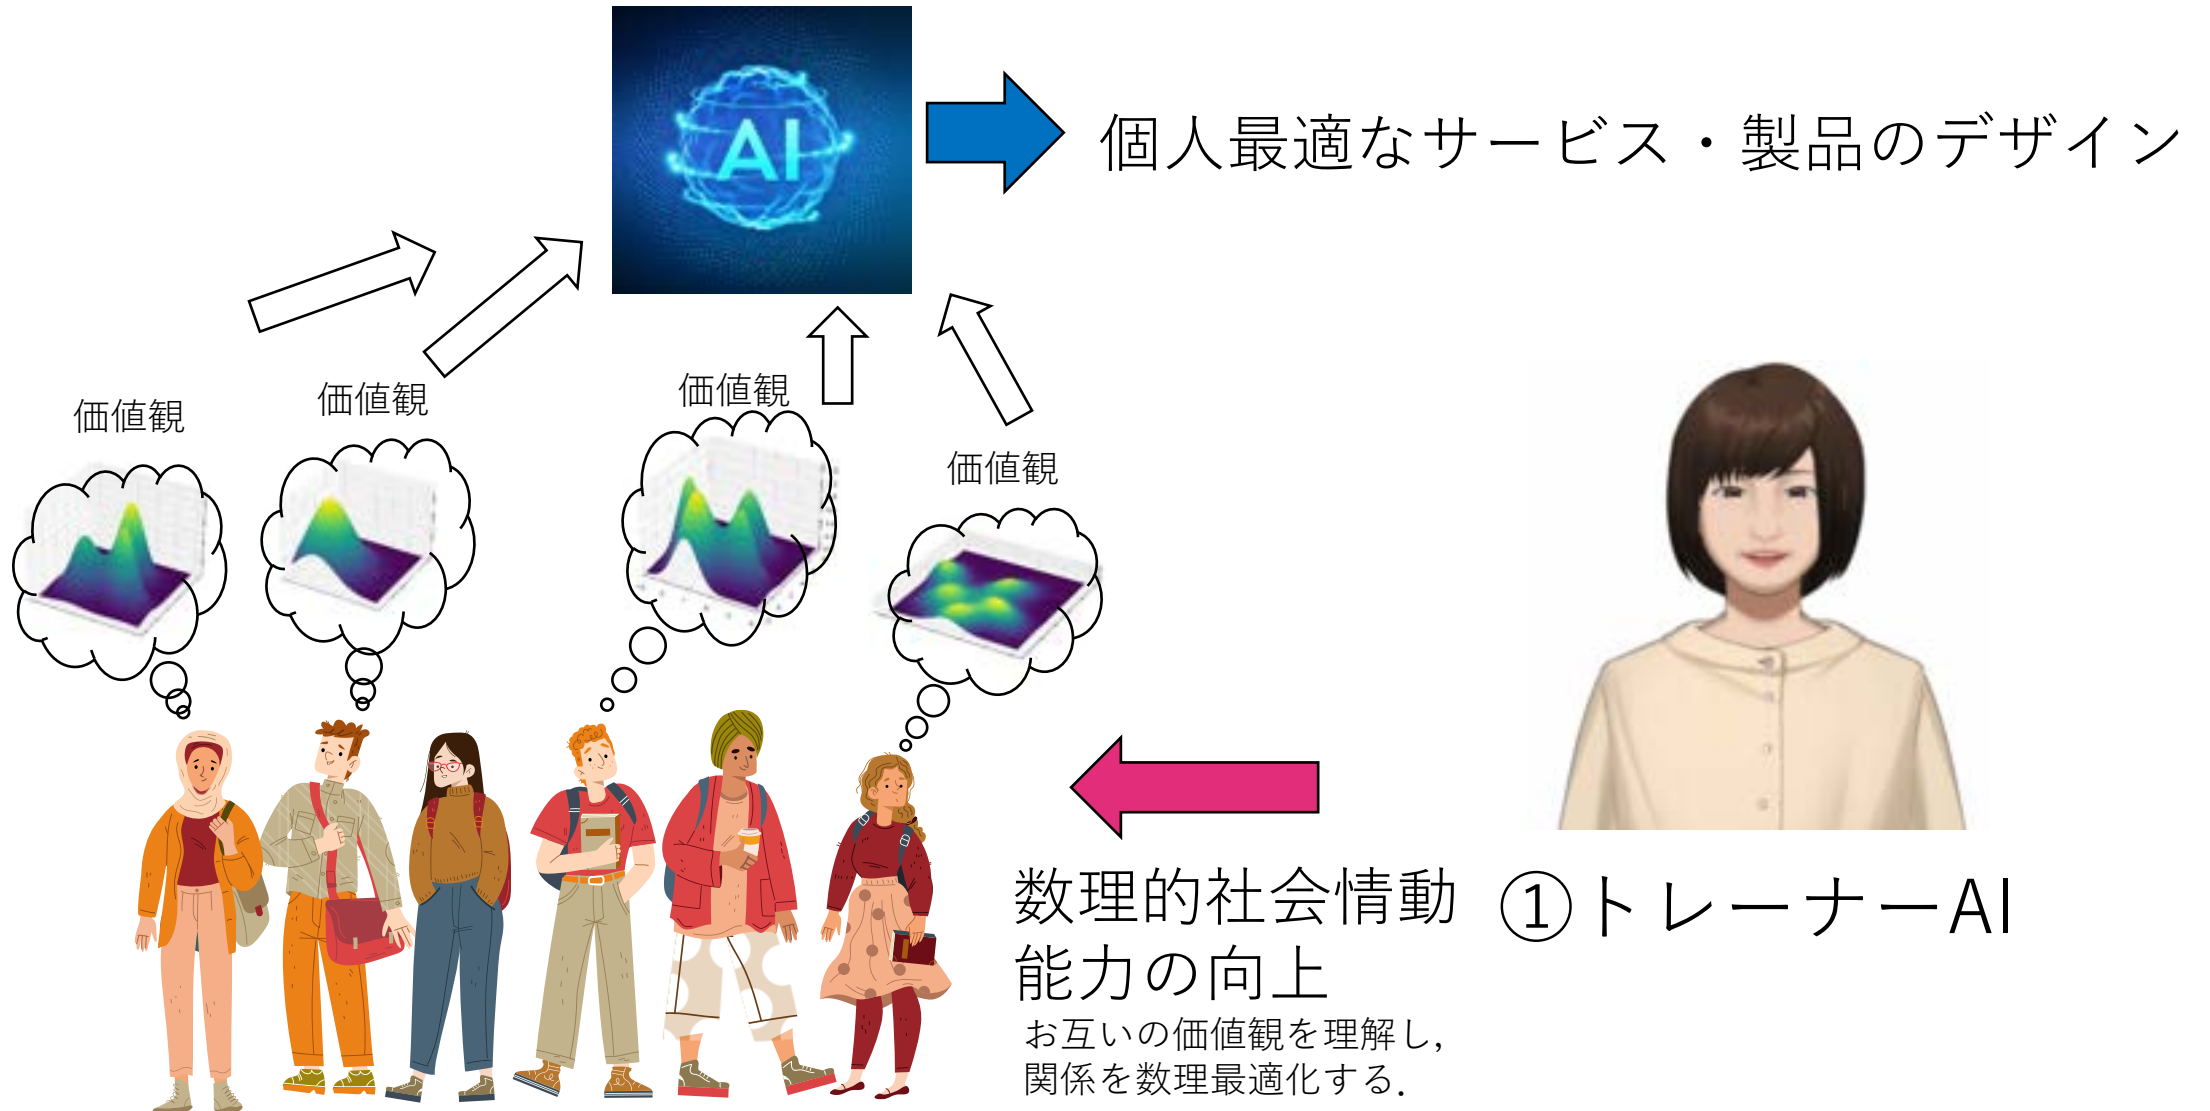 AI
個人最適なサービス・製品のデザイン
価値観
価値観
価値観
価値観
数理的社会情動
能力の向上
お互いの価値観を理解し,
関係を数理最適化する.
①トレーナーAI